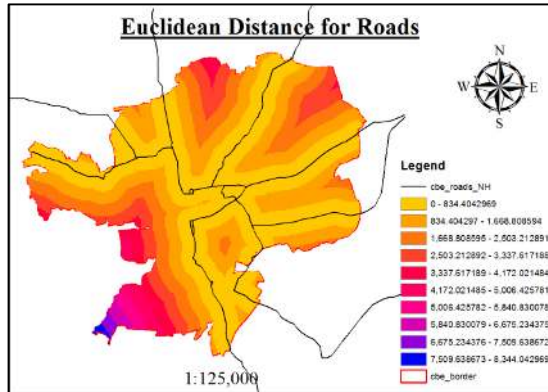 Euclidean Distance for Roads
N
W E
S
Legend
cbe_roads_NH
0 - 834.4042969
834.404297 - 1,668.808594
1,668.808595 - 2,503.212891
2,503.212892 - 3,337.617188
3,337.617189 - 4,172.021484
4,172.021485 - 5,006.425781
5,006.425782 - 5,840.830078
5,840.830079 - 6,675.234375
6,675.234376 - 7,509.638672
7,509.638673 - 8,344.042969
cbe_border
1:125,000